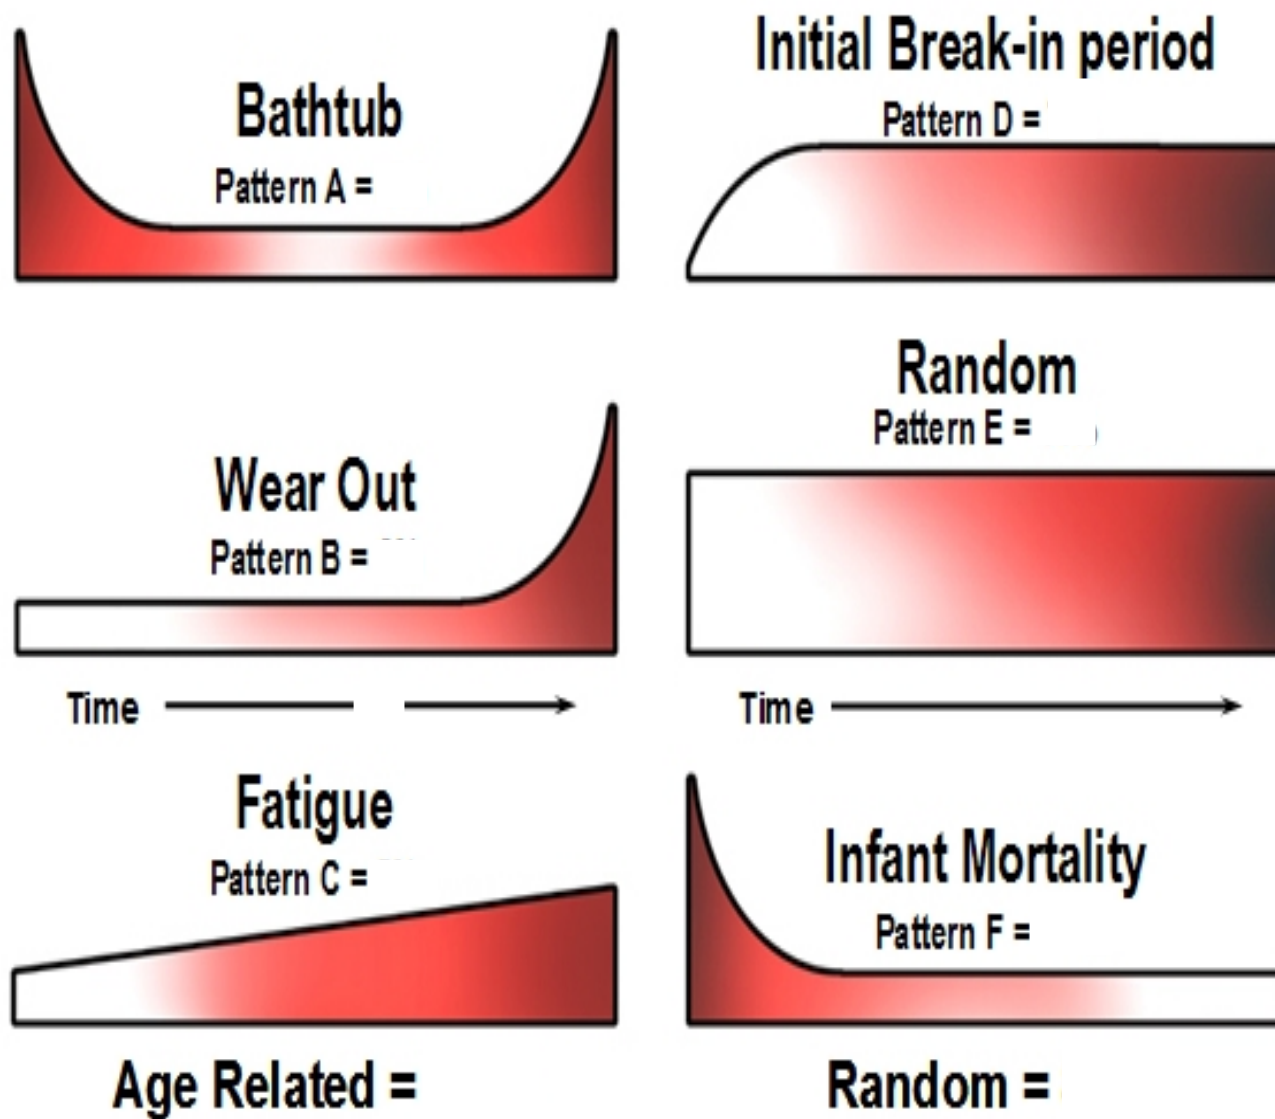 Bathtub
Pattern A =
Wear Out
Pattern B =
Time
Fatigue
Pattern C =
Age Related =
Initial Break-in period
Pattern D =
Random
Pattern E =
Time
Infant Mortality
Pattern F =
Random =